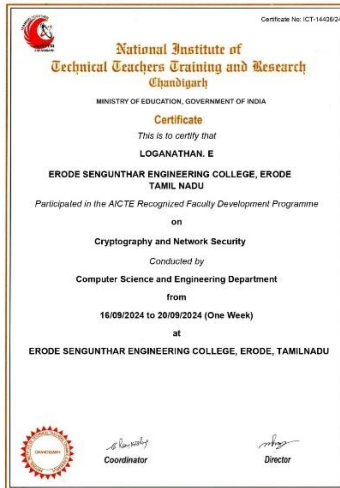 Certificate No: ICT-14436/24
National Institute of
Technical Teachers Training and Research
Chandigarh
MINISTRY OF EDUCATION, GOVERNMENT OF INDIA
Certificate
This is to certify that
LOGANATHAN. E
ERODE SENGUNTHAR ENGINEERING COLLEGE, ERODE
TAMIL NADU
Participated in the AICTE Recognized Faculty Development Programme
on
Cryptography and Network Security
Conducted by
Computer Science and Engineering Department
from
16/09/2024 to 20/09/2024 (One Week)
at
ERODE SENGUNTHAR ENGINEERING COLLEGE, ERODE, TAMILNADU
Coordinator
Director